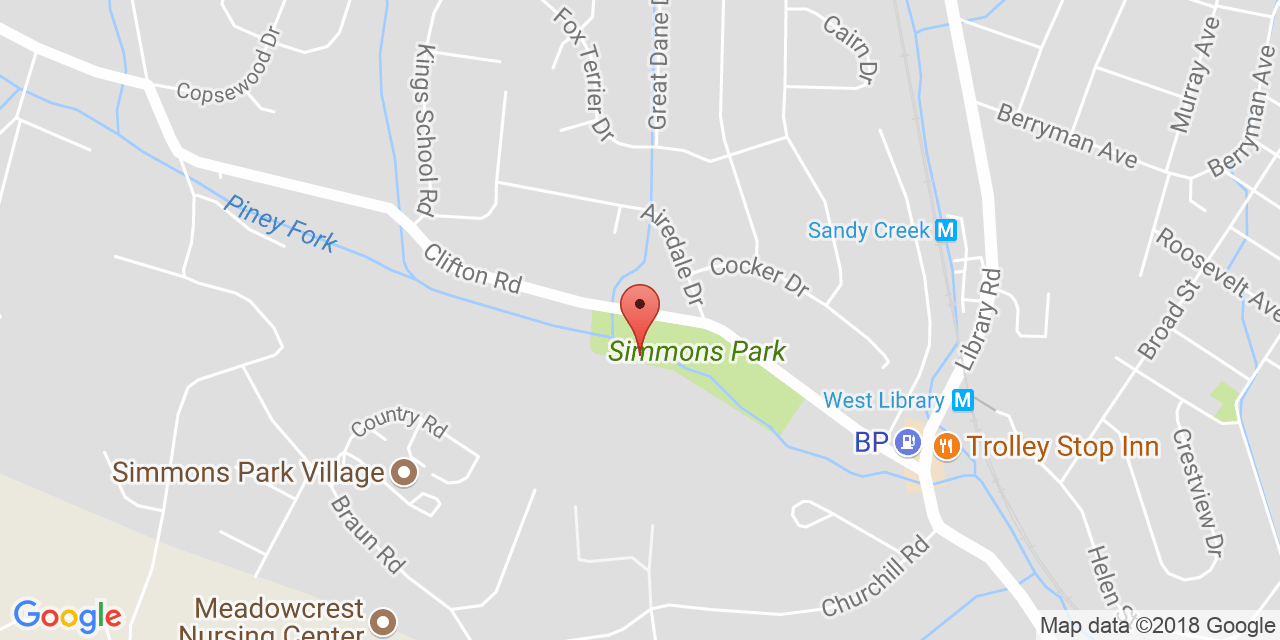 Fox Terrier Dr
Great Dane D
Cairn Dr
Murray Ave
Copsewood Dr
Kings School Rd
Berryman Ave
Berryman Ave
Piney Fork
Airedale Dr
Sandy Creek M
Clifton Rd
Cocker Dr
Roosevelt Ave
Library Rd
Broad St
Simmons Park
West Library M
Country Rd
BP
Trolley Stop Inn
Simmons Park Village
Crestview Dr
Braun Rd
Churchill Rd
Helen S
Meadowcrest
Nursing Center
Google
Map data ©2018 Google